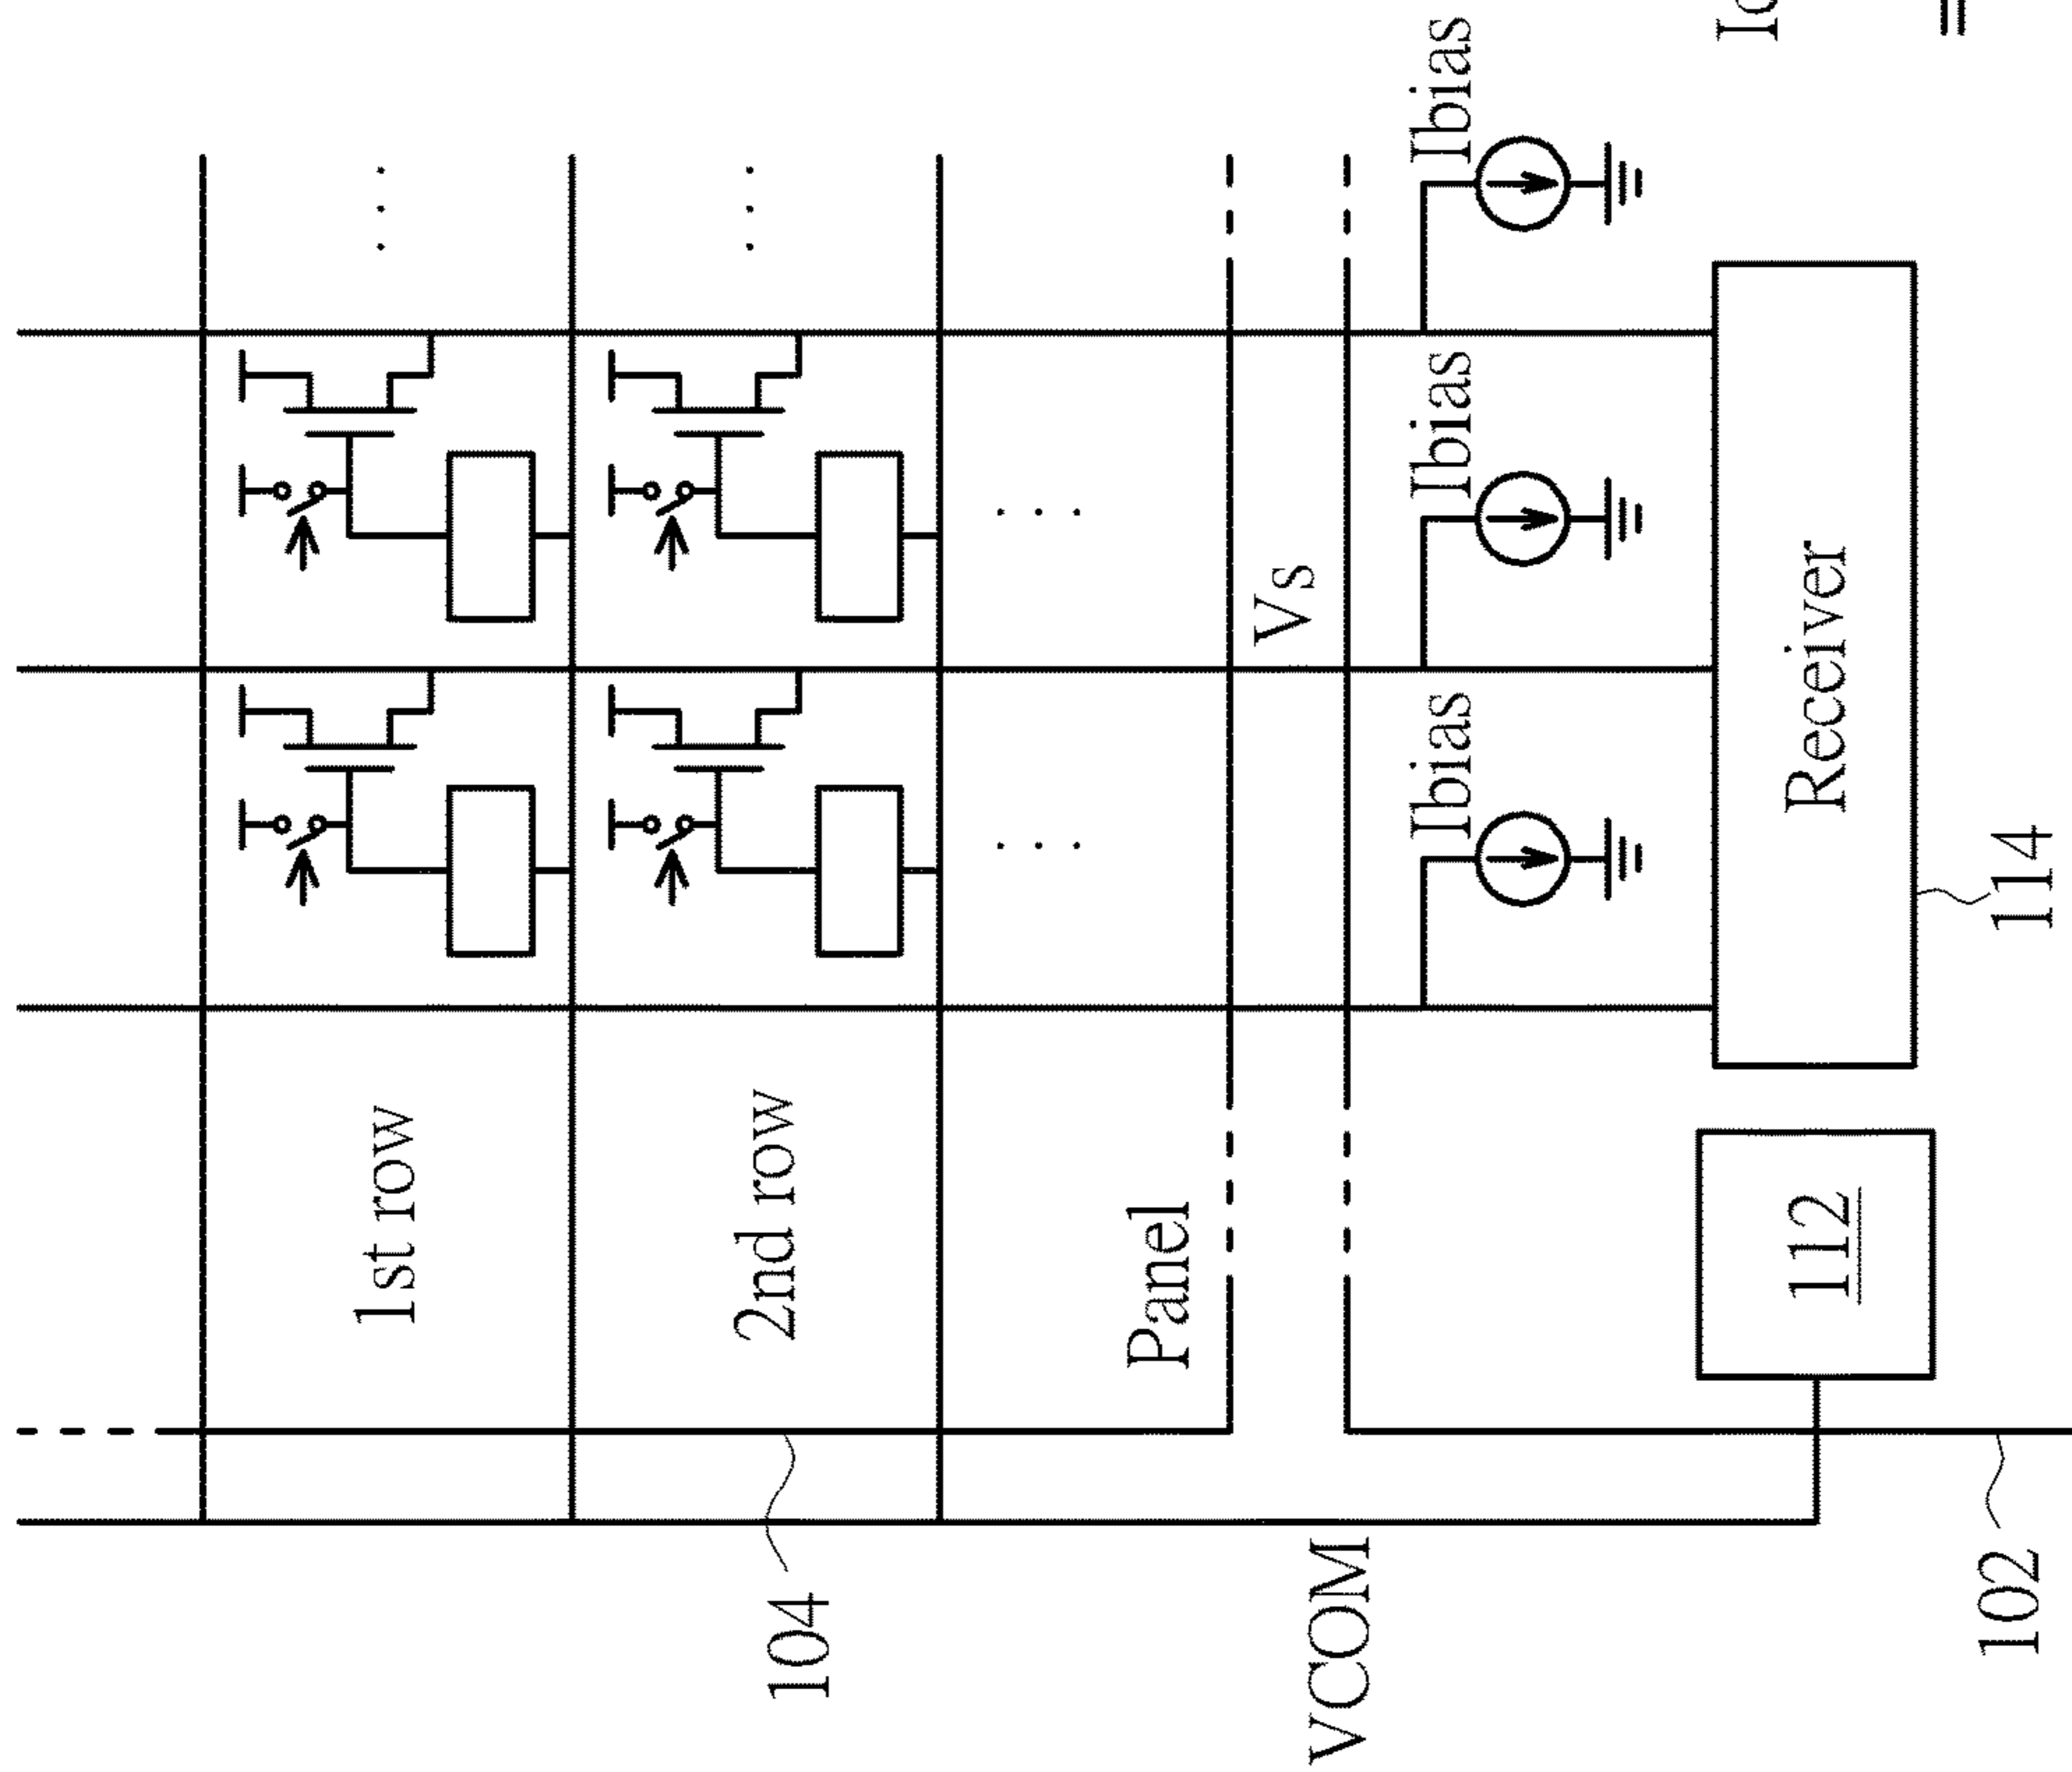 1st row
2nd row
104
Panel
Vs
VCOM
Ibias
Ibias
Ibias
Receiver
112
114
102